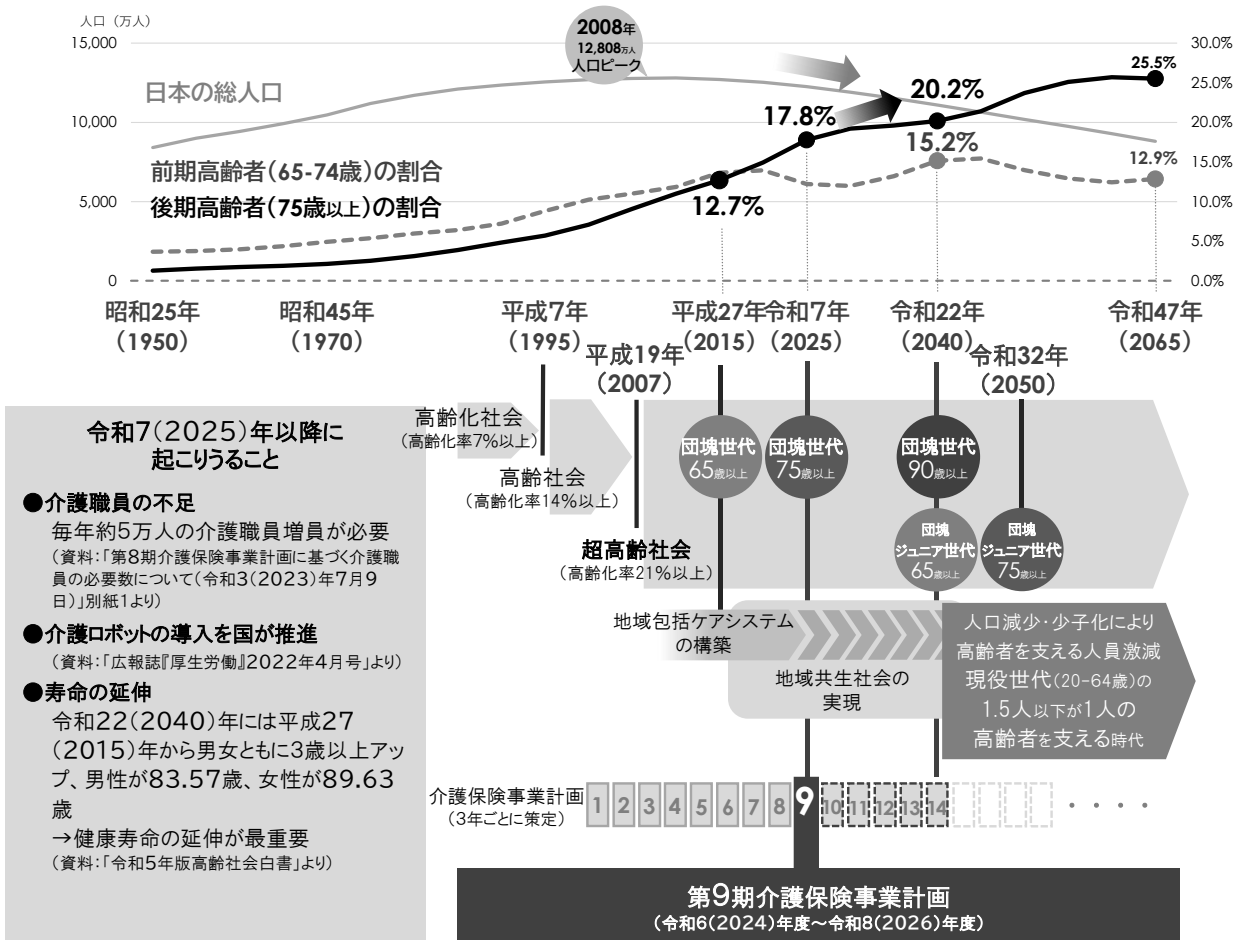 人口（万人）
2008年
12,808万人
人口ピーク
15,000
10,000
5,000
0
30.0%
25.0%
20.0%
15.0%
10.0%
5.0%
0.0%
日本の総人口
前期高齢者（65-74歳）の割合
後期高齢者（75歳以上）の割合
12.7%
17.8%
20.2%
15.2%
25.5%
12.9%
昭和25年
（1950）
昭和45年
（1970）
平成7年
（1995）
平成19年
（2007）
平成27年
（2015）
令和7年
（2025）
令和22年
（2040）
令和32年
（2050）
令和47年
（2065）
令和7（2025）年以降に
起こりうること
●介護職員の不足
毎年約5万人の介護職員増員が必要
（資料：「第8期介護保険事業計画に基づく介護職
員の必要数について（令和3（2023）年7月9
日）」別紙1より）
●介護ロボットの導入を国が推進
（資料：「広報誌『厚生労働』2022年4月号」より）
●寿命の延伸
令和22（2040）年には平成27
（2015）年から男女ともに3歳以上アッ
プ、男性が83.57歳、女性が89.63
歳
→健康寿命の延伸が最重要
（資料：「令和5年版高齢社会白書」より）
高齢化社会
（高齢化率7%以上）
高齢社会
（高齢化率14%以上）
超高齢社会
（高齢化率21%以上）
団塊世代
65歳以上
団塊世代
75歳以上
団塊世代
90歳以上
団塊
ジュニア世代
65歳以上
団塊
ジュニア世代
75歳以上
地域包括ケアシステム
の構築
地域共生社会の
実現
人口減少・少子化により
高齢者を支える人員激減
現役世代（20-64歳）の
1.5人以下が1人の
高齢者を支える時代
介護保険事業計画
（3年ごとに策定）
1 2 3 4 5 6 7 8 9 10 11 12 13 14 ・・・・
第9期介護保険事業計画
（令和6（2024）年度～令和8（2026）年度）